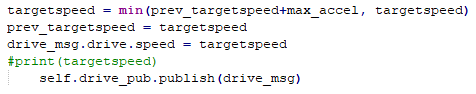 targetspeed = min(prev_targetspeed+max_accel, targetspeed)
prev_targetspeed = targetspeed
drive_msg.drive.speed = targetspeed
#print(targetspeed)
    self.drive_pub.publish(drive_msg)